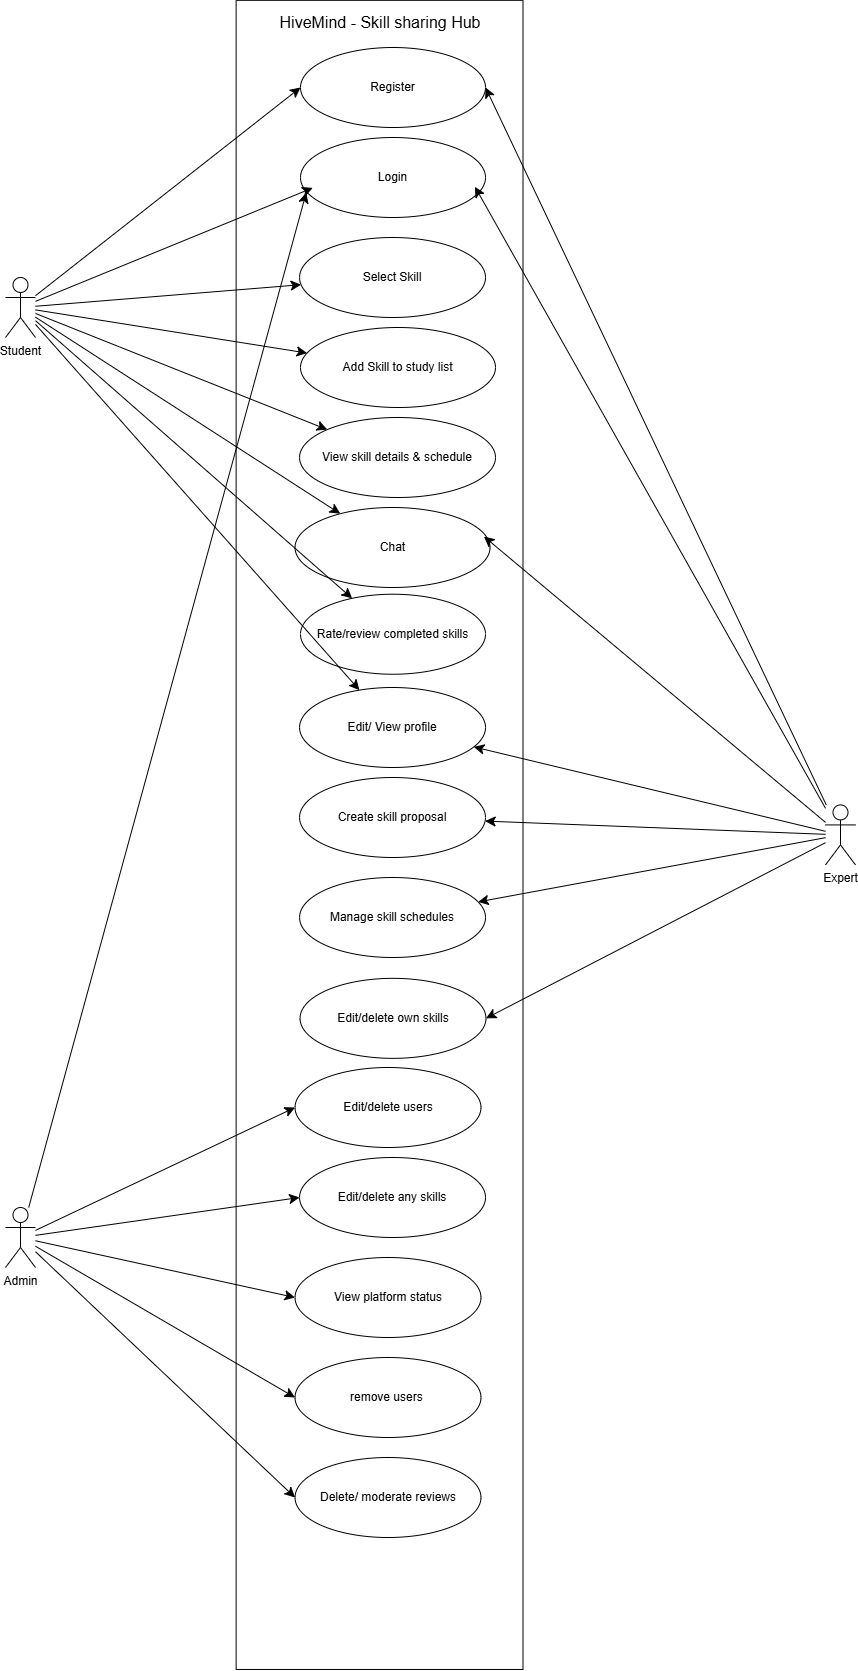 HiveMind - Skill sharing Hub
Register
Login
Select Skill
Student
Add Skill to study list
View skill details & schedule
Chat
Rate/review completed skills
Edit/ View profile
Create skill proposal
Expert
Manage skill schedules
Edit/delete own skills
Edit/delete users
Edit/delete any skills
Admin
View platform status
remove users
Delete/ moderate reviews